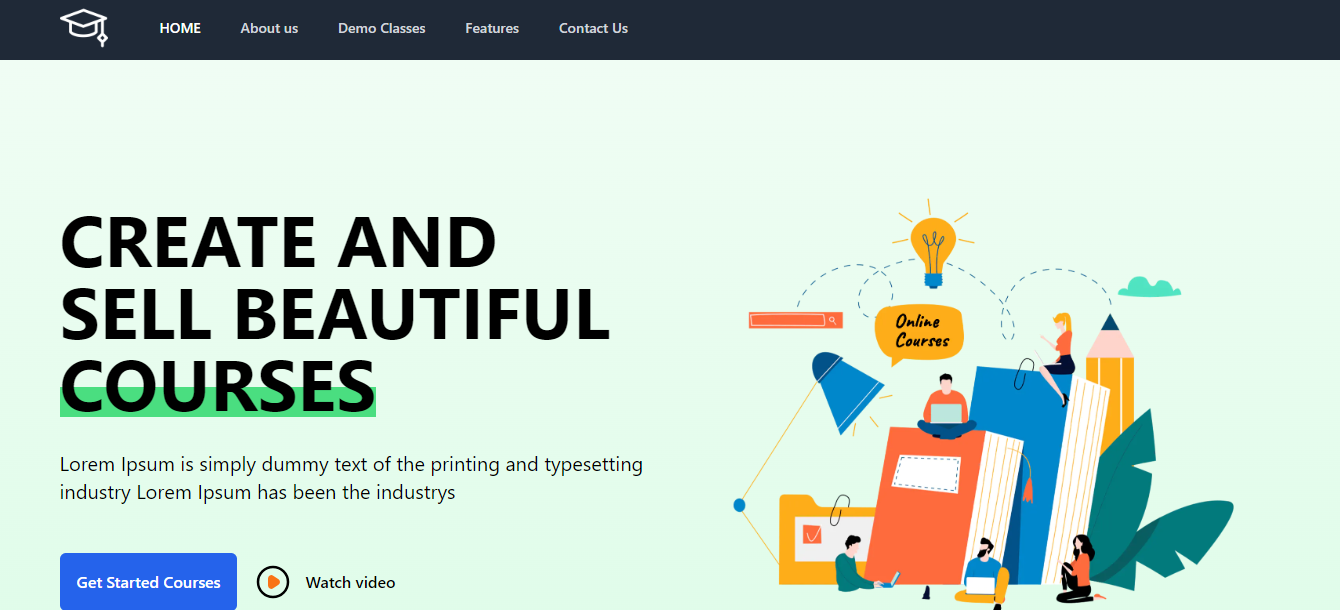 HOME About us Demo Classes Features Contact Us
CREATE AND
SELL BEAUTIFUL
COURSES
Lorem Ipsum is simply dummy text of the printing and typesetting
industry Lorem Ipsum has been the industrys
Get Started Courses Watch video
Online
Courses